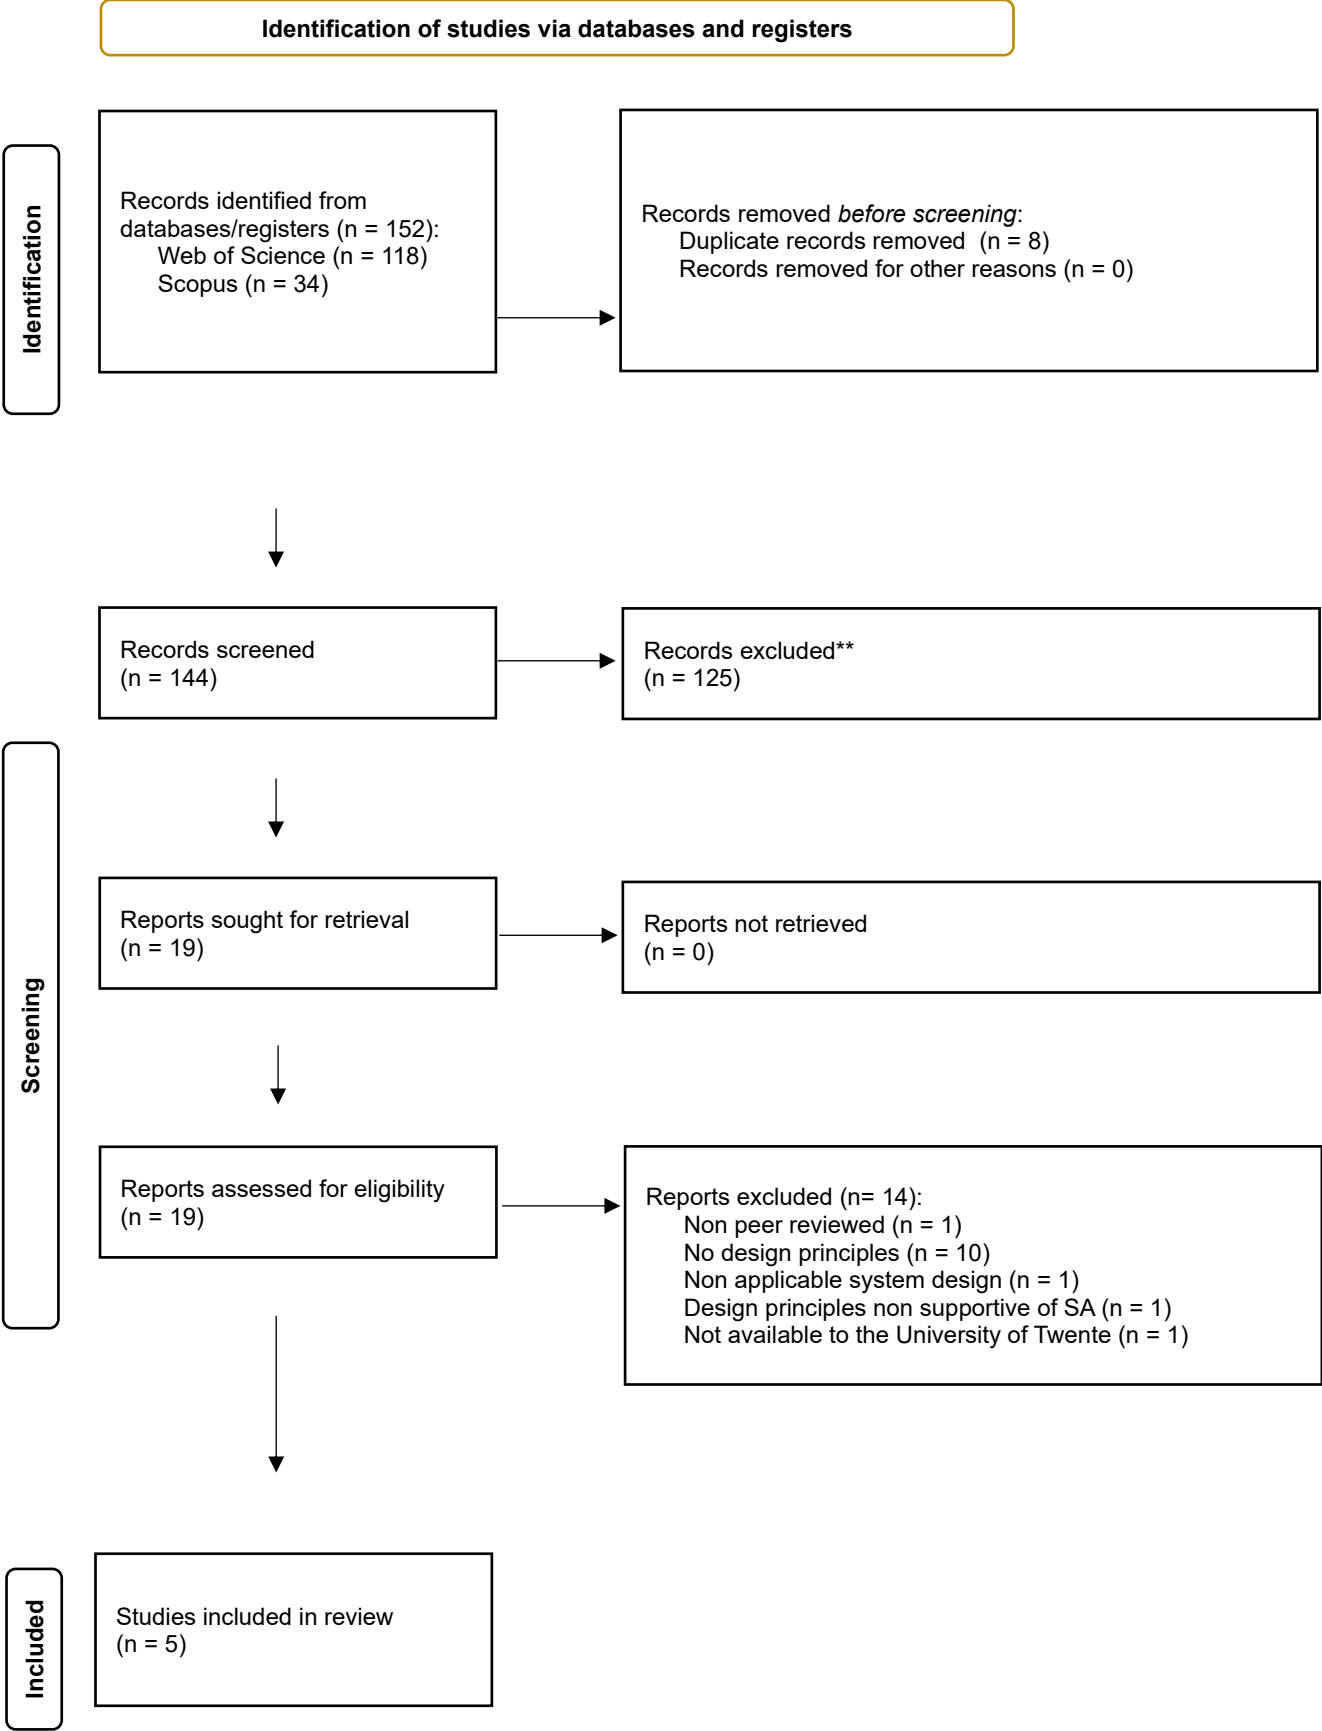 Identification of studies via databases and registers
Identification
Records identified from
databases/registers (n = 152):
Web of Science (n = 118)
Scopus (n = 34)
Records removed before screening:
Duplicate records removed  (n = 8)
Records removed for other reasons (n = 0)
Screening
Records screened
(n = 144)
Records excluded**
(n = 125)
Reports sought for retrieval
(n = 19)
Reports not retrieved
(n = 0)
Reports assessed for eligibility
(n = 19)
Reports excluded (n= 14):
Non peer reviewed (n = 1)
No design principles (n = 10)
Non applicable system design (n = 1)
Design principles non supportive of SA (n = 1)
Not available to the University of Twente (n = 1)
Included
Studies included in review
(n = 5)